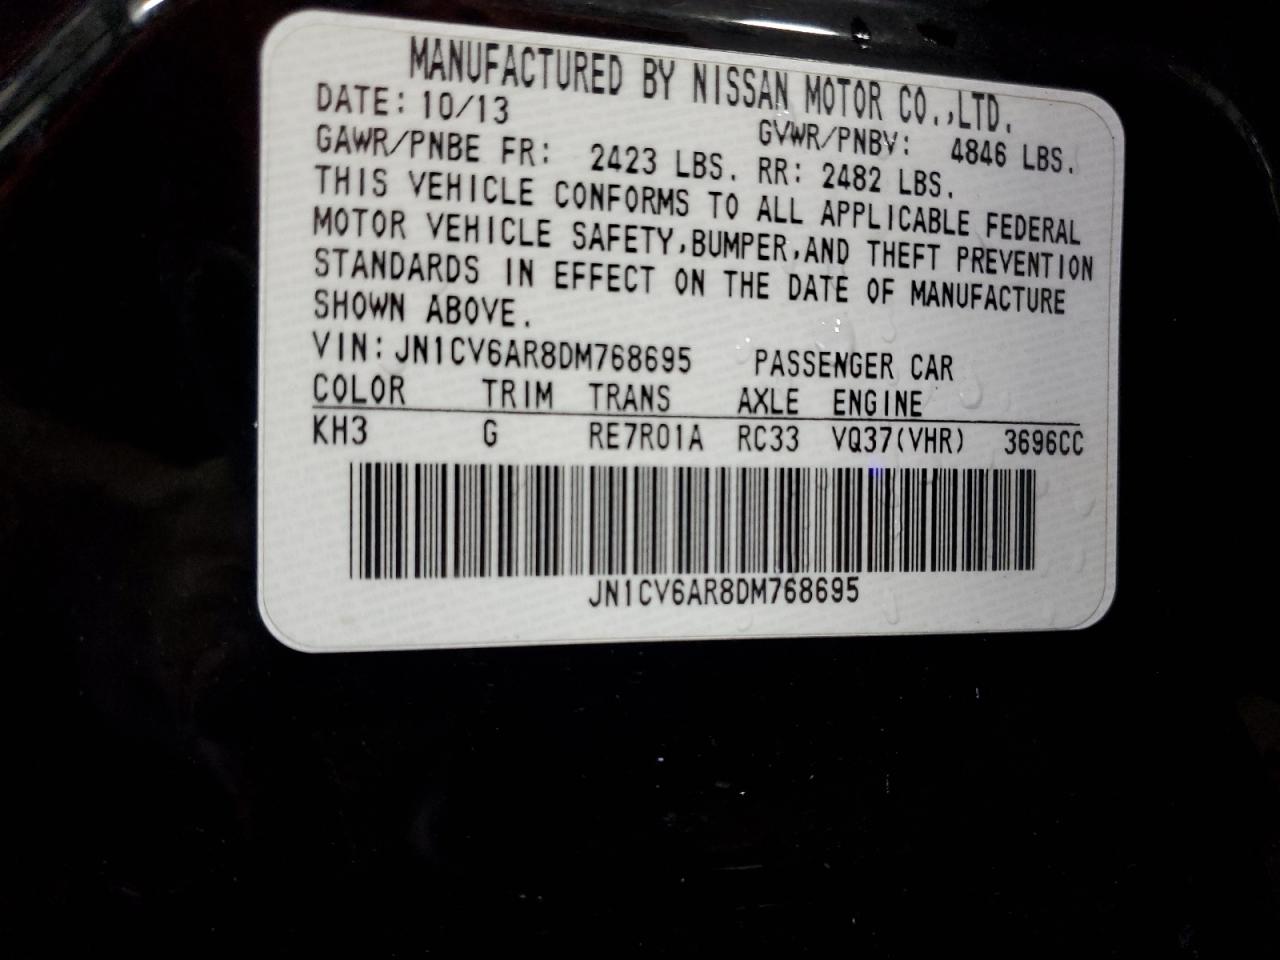 MANUFACTURED BY NISSAN MOTOR CO.,LTD.
DATE: 10/13 GVWR/PNBV: 4846 LBS.
GAWR/PNBE FR: 2423 LBS. RR: 2482 LBS.
THIS VEHICLE CONFORMS TO ALL APPLICABLE FEDERAL
MOTOR VEHICLE SAFETY,BUMPER,AND THEFT PREVENTION
STANDARDS IN EFFECT ON THE DATE OF MANUFACTURE
SHOWN ABOVE.
VIN: JN1CV6AR8DM768695 PASSENGER CAR
COLOR TRIM TRANS AXLE ENGINE
KH3 G RE7R01A RC33 VQ37(VHR) 3696CC
JN1CV6AR8DM768695